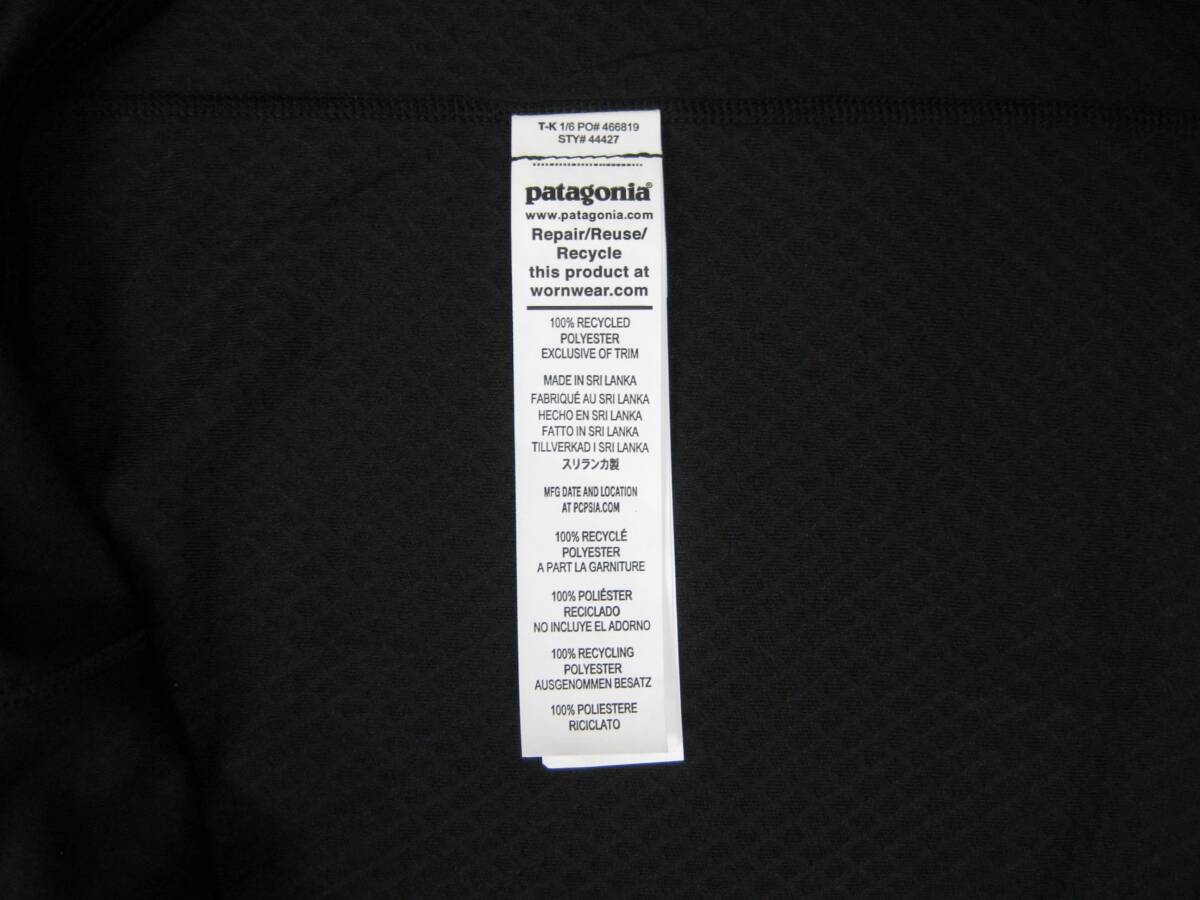 T-K 1/6 PO# 466819
STY# 44427
patagonia®
www.patagonia.com
Repair/Reuse/
Recycle
this product at
wornwear.com
100% RECYCLED
POLYESTER
EXCLUSIVE OF TRIM
MADE IN SRI LANKA
FABRIQUÉ AU SRI LANKA
HECHO EN SRI LANKA
FATTO IN SRI LANKA
TILLVERKAD I SRI LANKA
スリランカ製
MFG DATE AND LOCATION
AT PCPSIA.COM
100% RECYCLÉ
POLYESTER
A PART LA GARNITURE
100% POLIÉSTER
RECICLADO
NO INCLUYE EL ADORNO
100% RECYCLING
POLYESTER
AUSGENOMMEN BESATZ
100% POLIESTERE
RICICLATO